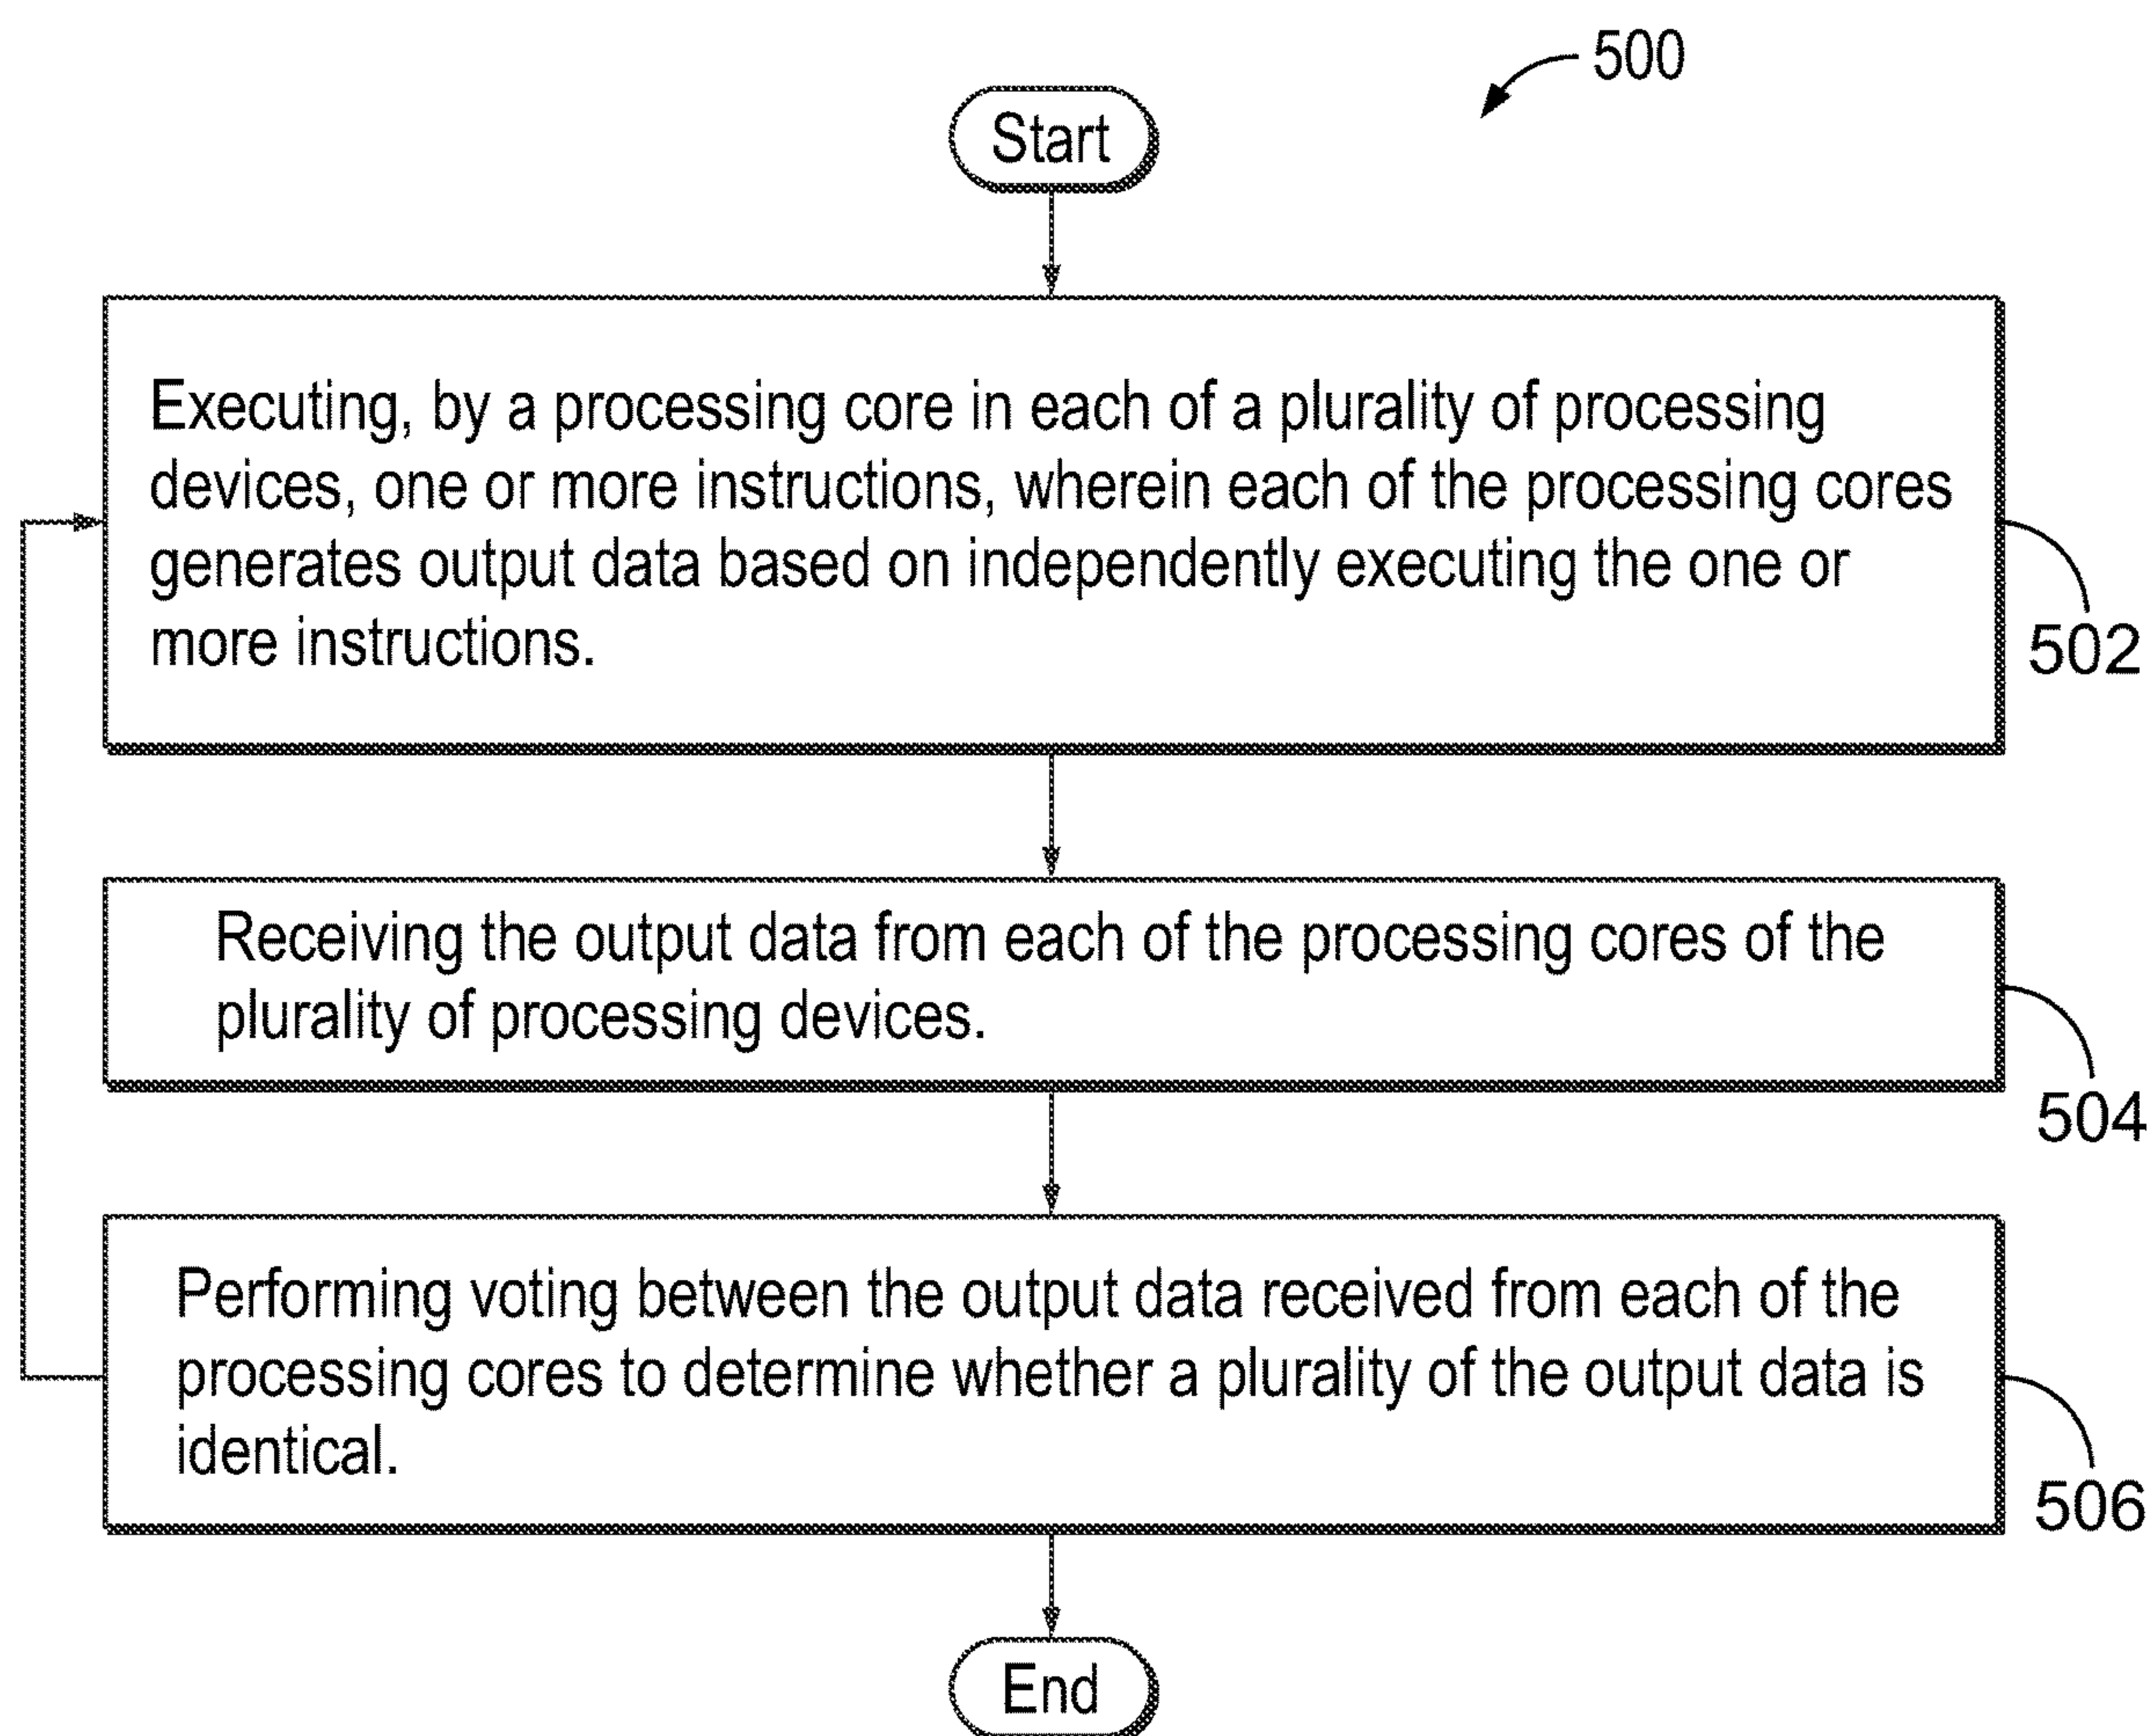 500
Start
Executing, by a processing core in each of a plurality of processing
devices, one or more instructions, wherein each of the processing cores
generates output data based on independently executing the one or
more instructions.
502
Receiving the output data from each of the processing cores of the
plurality of processing devices.
504
Performing voting between the output data received from each of the
processing cores to determine whether a plurality of the output data is
identical.
506
End